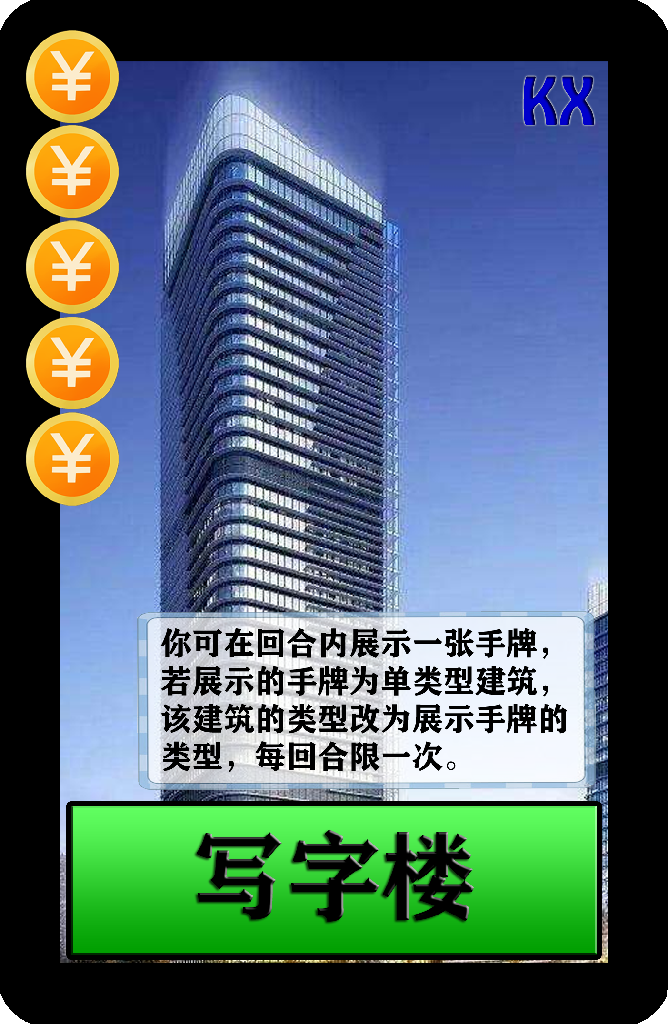 ¥
¥
¥
¥
¥
KX
你可在回合内展示一张手牌，
若展示的手牌为单类型建筑，
该建筑的类型改为展示手牌的
类型，每回合限一次。
写字楼